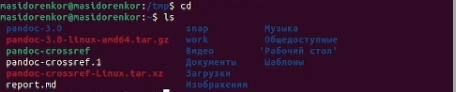 masidorenkor@masidorenkor:/tmp$ cd
masidorenkor@masidorenkor:~$ ls
pandoc-3.0 snap Музыка
pandoc-3.0-linux-amd64.tar.gz work Общедоступные
pandoc-crossref Видео 'Рабочий стол'
pandoc-crossref.1 Документы Шаблоны
pandoc-crossref-Linux.tar.xz Загрузки
report.md Изображения